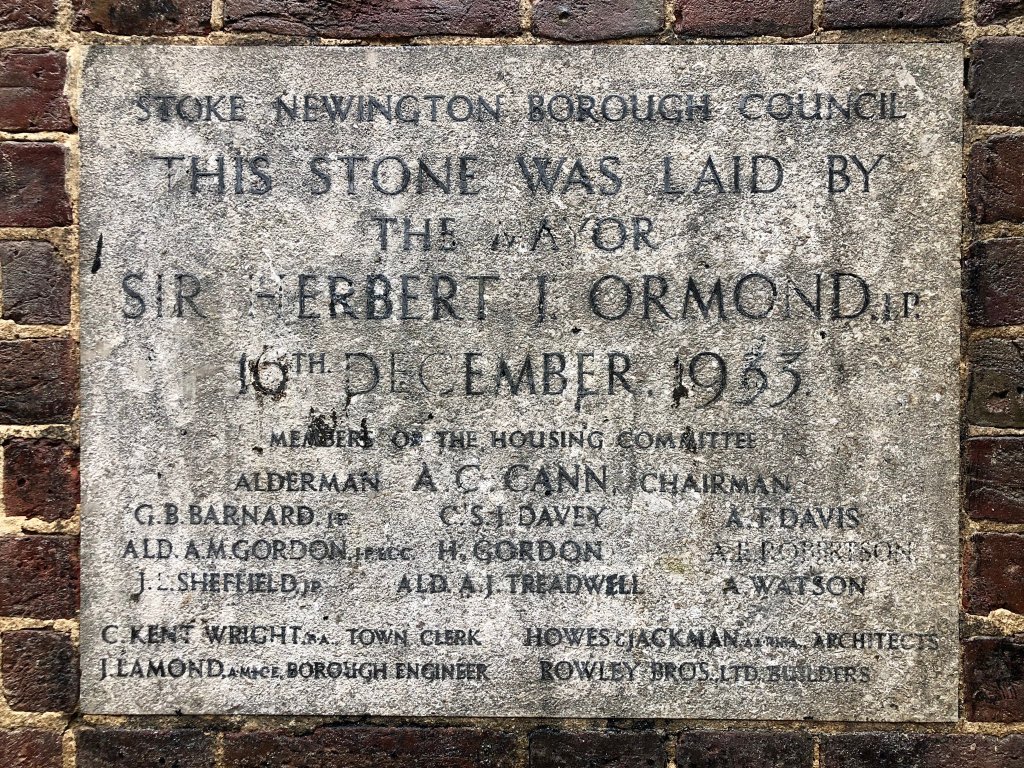 STOKE NEWINGTON BOROUGH COUNCIL
THIS STONE WAS LAID BY
THE MAYOR
SIR HERBERT J. ORMOND, J.P.
16TH. DECEMBER. 1933.
MEMBERS OF THE HOUSING COMMITTEE
ALDERMAN A. C. CANN, CHAIRMAN
G. B. BARNARD, J.P. C. S. J. DAVEY A. F. DAVIS
ALD. A. M. GORDON, J.P. L.C.C. H. GORDON A. E. ROBERTSON
J. E. SHEFFIELD, J.P. ALD. A. J. TREADWELL A. WATSON
C. KENT WRIGHT, B.A., TOWN CLERK HOWES & JACKMAN, ARCHITECTS
J. LAMOND, A.M.I.C.E. BOROUGH ENGINEER ROWLEY BROS., LTD. BUILDERS